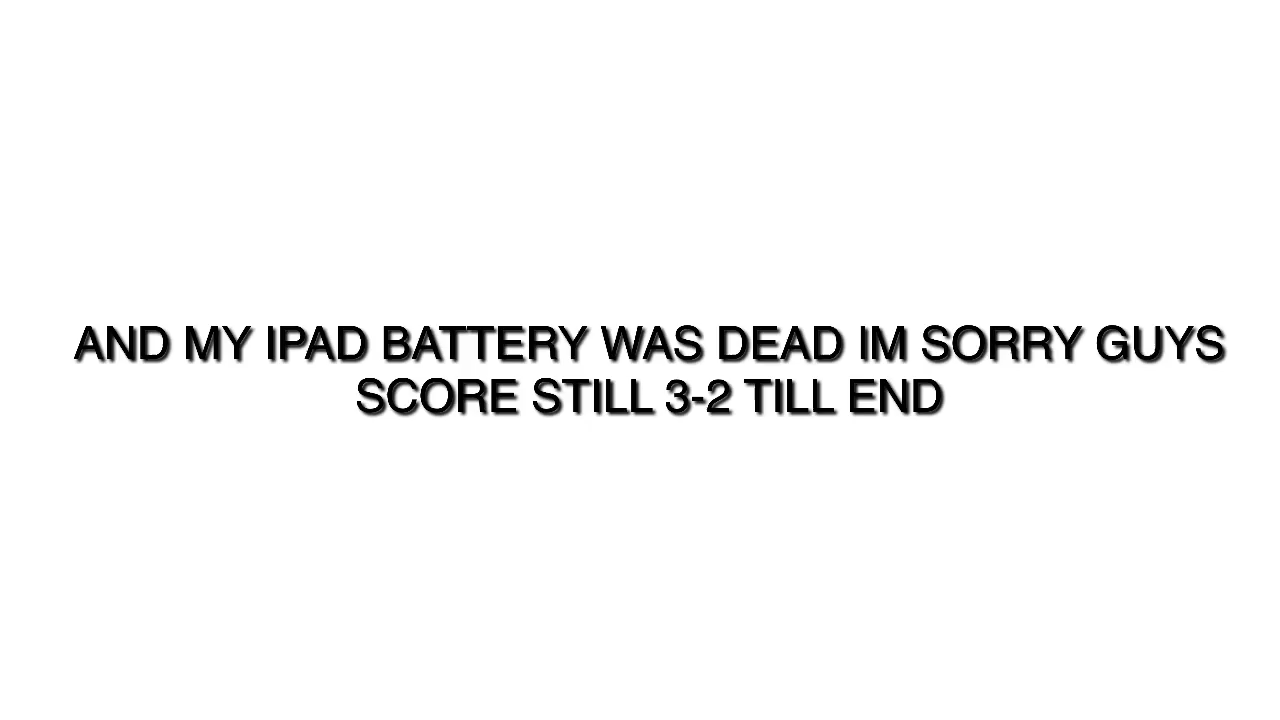 AND MY IPAD BATTERY WAS DEAD IM SORRY GUYS
SCORE STILL 3-2 TILL END